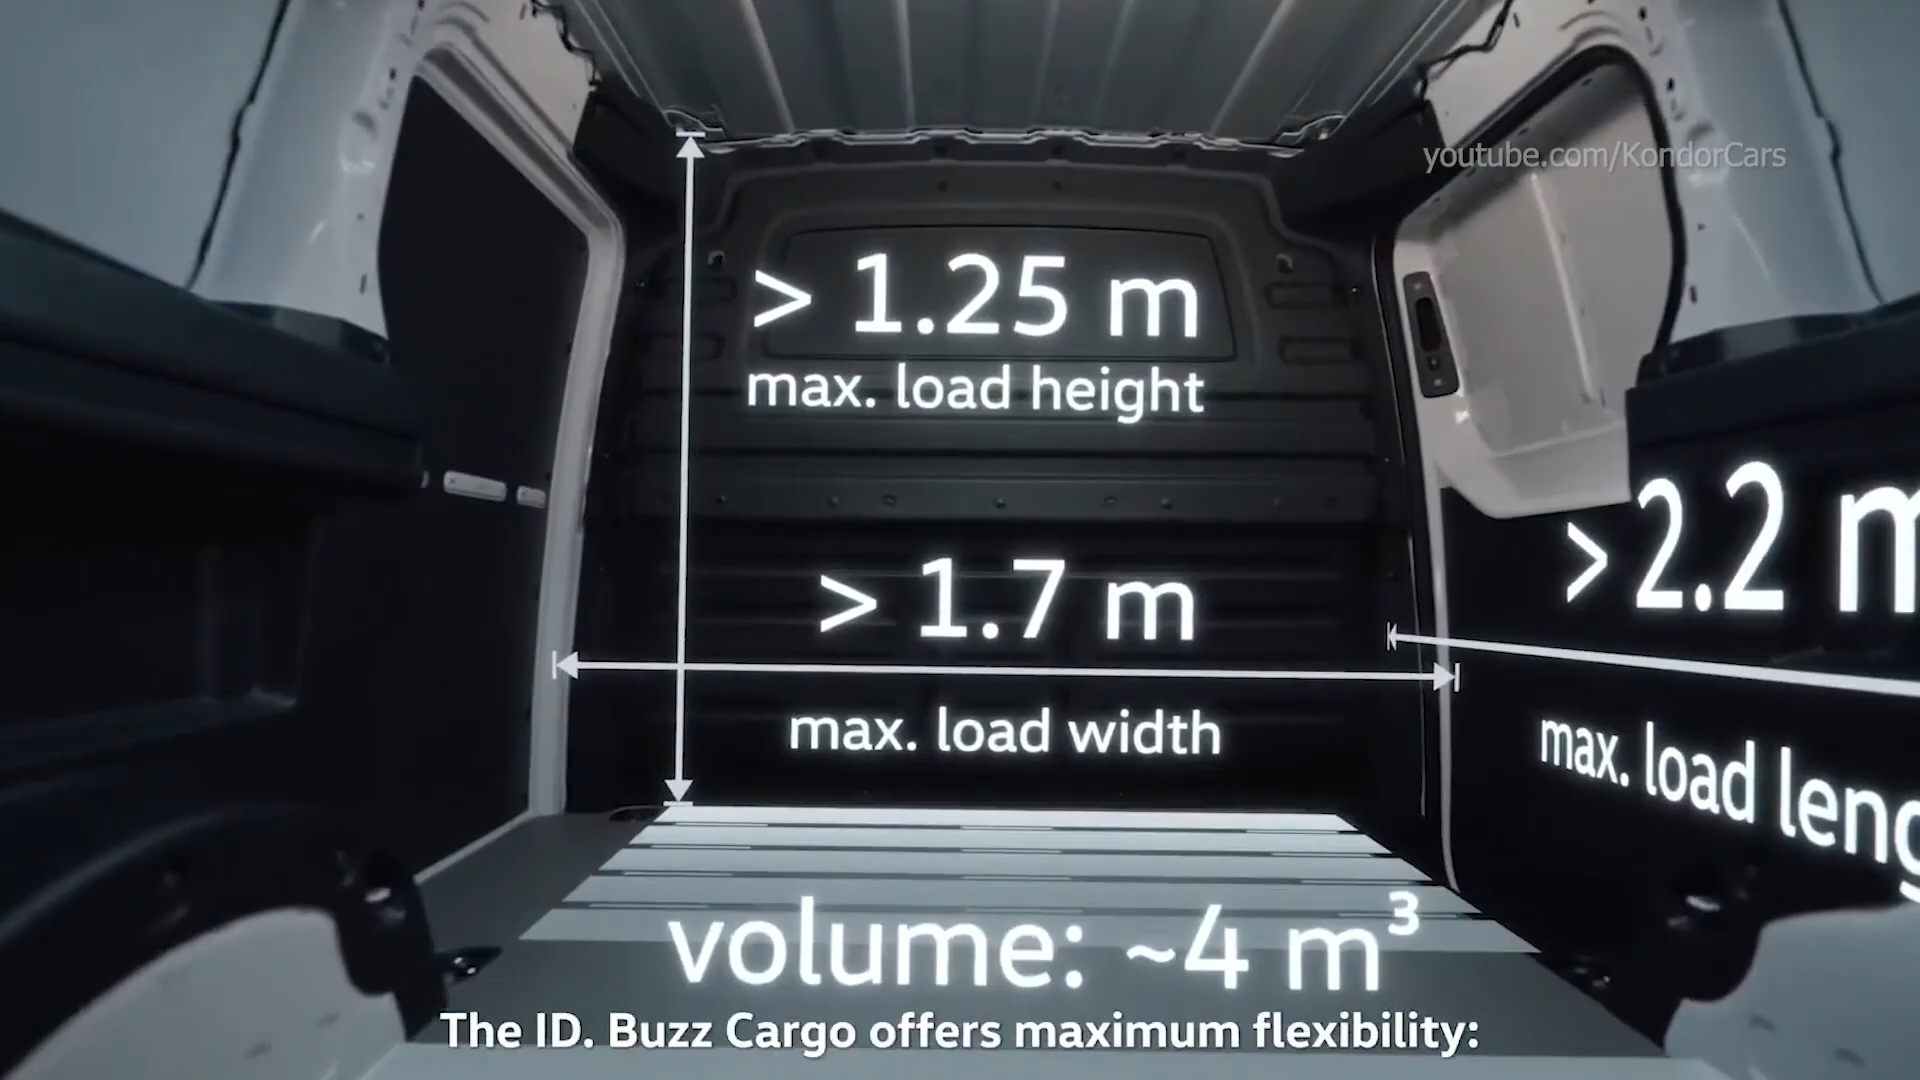 youtube.com/KondorCars
> 1.25 m
max. load height
> 1.7 m
max. load width
> 2.2 m
max. load leng
volume: ~4 m³
The ID. Buzz Cargo offers maximum flexibility: